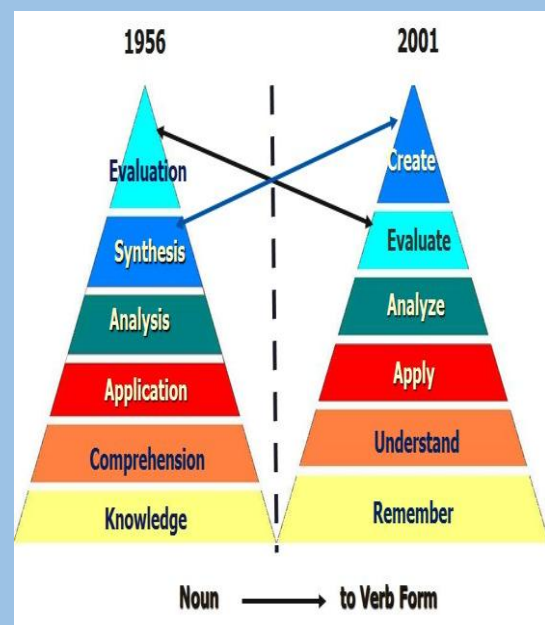 1956
2001
Evaluation
Synthesis
Analysis
Application
Comprehension
Knowledge
Create
Evaluate
Analyze
Apply
Understand
Remember
Noun to Verb Form